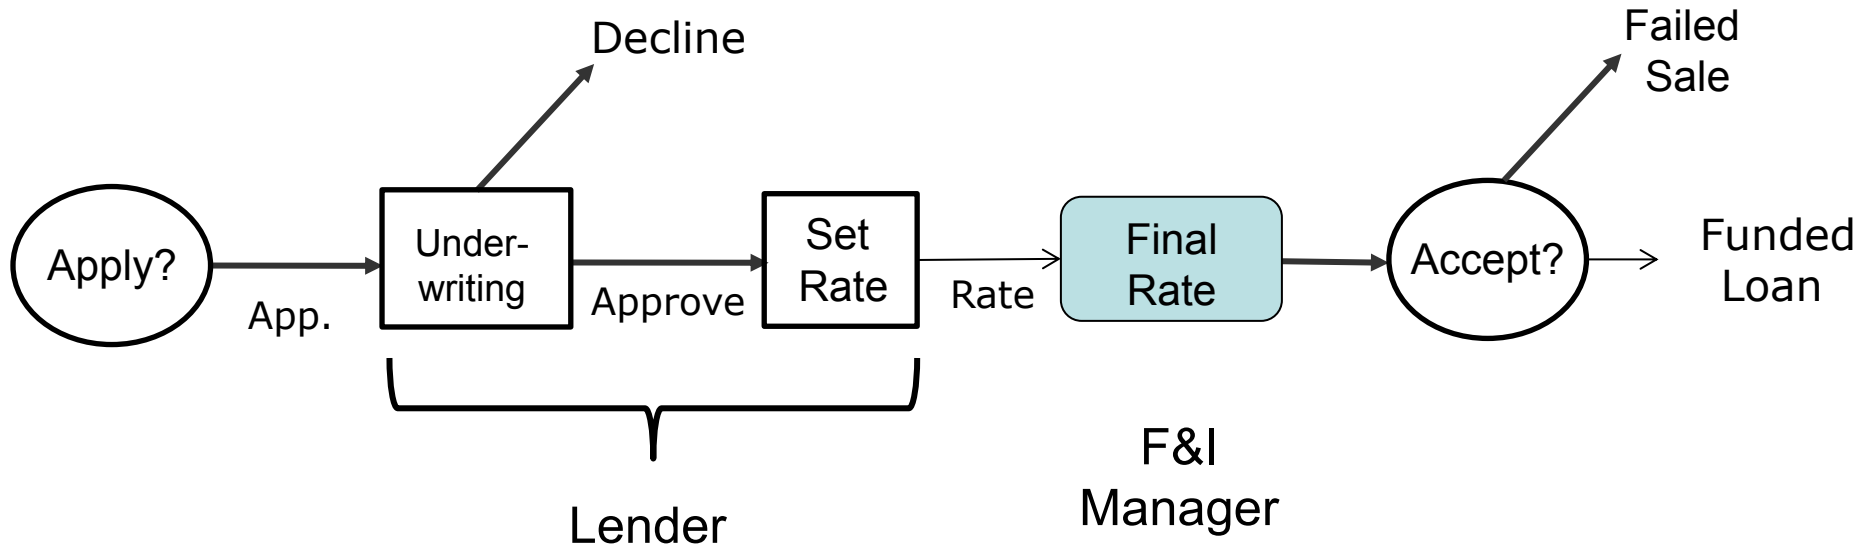 Decline
Failed
Sale
Apply?
App.
Under-
writing
Approve
Set
Rate
Rate
Final
Rate
Accept?
Funded
Loan
Lender
F&I
Manager